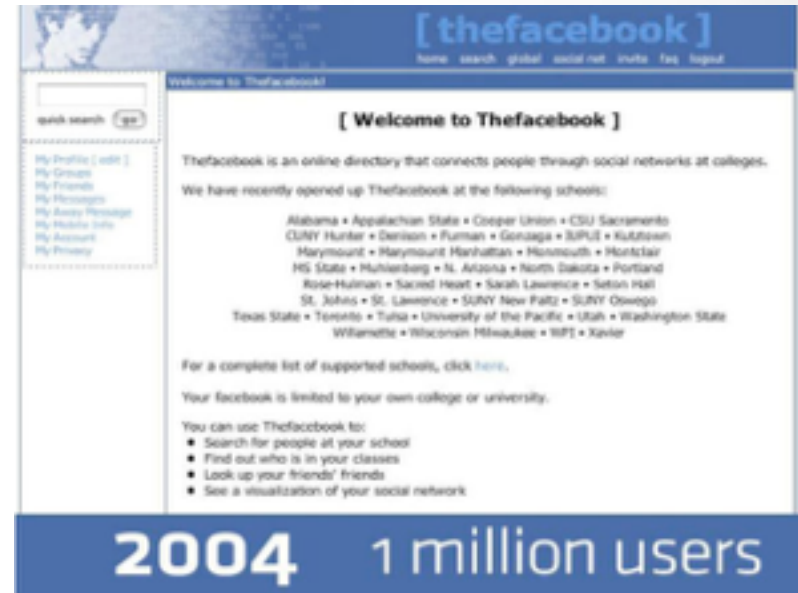 [ thefacebook ]
home search global social net invite faq logout
quick search go
My Profile [ edit ]
My Groups
My Friends
My Messages
My Away Message
My Mobile Info
My Account
My Privacy
Welcome to Thefacebook!
[ Welcome to Thefacebook ]
Thefacebook is an online directory that connects people through social networks at colleges.
We have recently opened up Thefacebook at the following schools:
Alabama • Appalachian State • Cooper Union • CSU Sacramento
CUNY Hunter • Denison • Furman • Gonzaga • IUPUI • Kutztown
Marymount • Marymount Manhattan • Monmouth • Montclair
MS State • Muhlenberg • N. Arizona • North Dakota • Portland
Rose-Hulman • Sacred Heart • Sarah Lawrence • Seton Hall
St. Johns • St. Lawrence • SUNY New Paltz • SUNY Oswego
Texas State • Toronto • Tulsa • University of the Pacific • Utah • Washington State
Willamette • Wisconsin Milwaukee • WPI • Xavier
For a complete list of supported schools, click here.
Your facebook is limited to your own college or university.
You can use Thefacebook to:
• Search for people at your school
• Find out who is in your classes
• Look up your friends' friends
• See a visualization of your social network
2004 1 million users